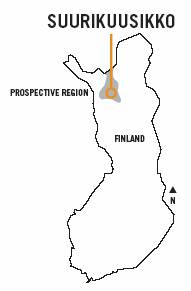 SUURIKUUSIKKO
PROSPECTIVE REGION
FINLAND
N